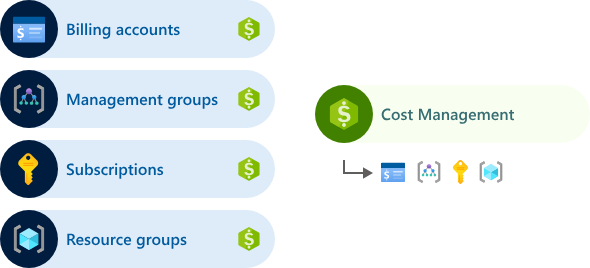 Billing accounts
Management groups
Subscriptions
Resource groups
Cost Management